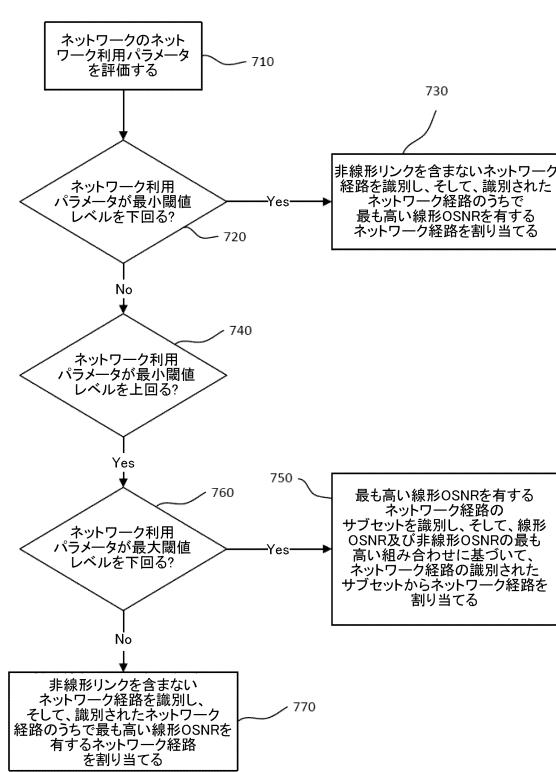 ネットワークのネット
ワーク利用パラメータ
を評価する
710
730
ネットワーク利用
パラメータが最小閾値
レベルを下回る?
Yes
720
非線形リンクを含まないネットワーク
経路を識別し、そして、識別された
ネットワーク経路のうちで
最も高い線形OSNRを有する
ネットワーク経路を割り当てる
No
740
ネットワーク利用
パラメータが最小閾値
レベルを上回る?
Yes
760
ネットワーク利用
パラメータが最大閾値
レベルを下回る?
Yes
750
最も高い線形OSNRを有する
ネットワーク経路の
サブセットを識別し、そして、線形
OSNR及び非線形OSNRの最も
高い組み合わせに基づいて、
ネットワーク経路の識別された
サブセットからネットワーク経路を
割り当てる
No
非線形リンクを含まない
ネットワーク経路を識別し、
そして、識別されたネットワーク
経路のうちで最も高い線形OSNRを
有するネットワーク経路
を割り当てる
770